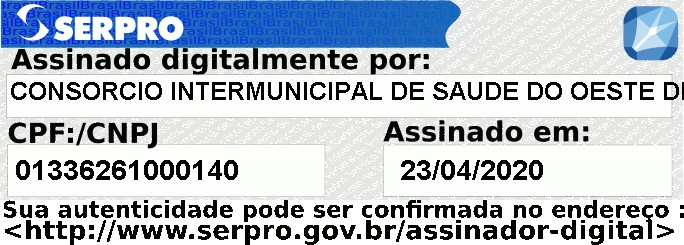 SERPRO
Assinado digitalmente por:
CONSORCIO INTERMUNICIPAL DE SAUDE DO OESTE
CPF:/CNPJ
Assinado em:
01336261000140
23/04/2020
Sua autenticidade pode ser confirmada no endereço :
<http://www.serpro.gov.br/assinador-digital>